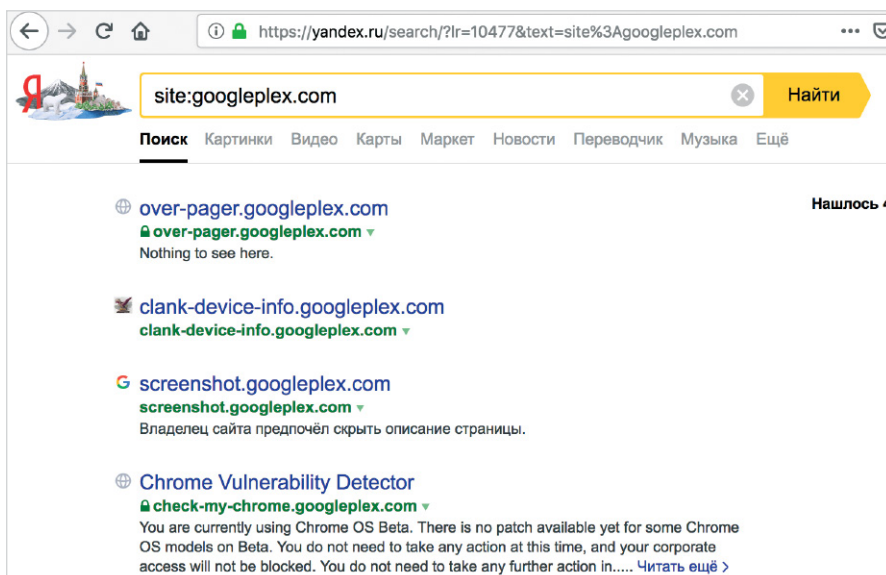 https://yandex.ru/search/?lr=10477&text=site%3Agoogleplex.com
Я
site:googleplex.com
Найти
Поиск Картинки Видео Карты Маркет Новости Переводчик Музыка Ещё
over-pager.googleplex.com
Нашлось 4
over-pager.googleplex.com
Nothing to see here.
clank-device-info.googleplex.com
clank-device-info.googleplex.com
screenshot.googleplex.com
screenshot.googleplex.com
Владелец сайта предпочёл скрыть описание страницы.
Chrome Vulnerability Detector
check-my-chrome.googleplex.com
You are currently using Chrome OS Beta. There is no patch available yet for some Chrome
OS models on Beta. You do not need to take any action at this time, and your corporate
access will not be blocked. You do not need to take any further action in..... Читать ещё >